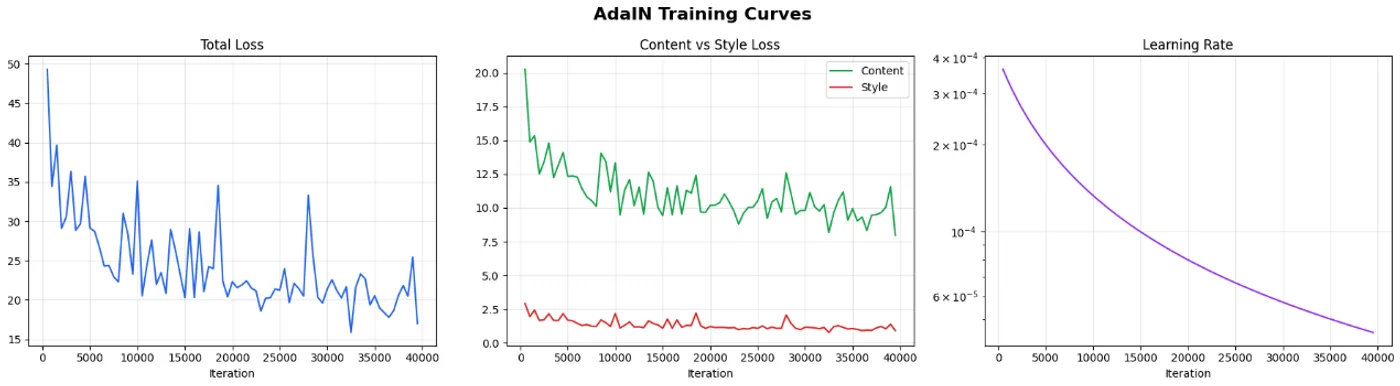 AdaIN Training Curves
Total Loss
50
45
40
35
30
25
20
15
0 5000 10000 15000 20000 25000 30000 35000 40000
Iteration
Content vs Style Loss
Content
Style
20.0
17.5
15.0
12.5
10.0
7.5
5.0
2.5
0.0
0 5000 10000 15000 20000 25000 30000 35000 40000
Iteration
Learning Rate
4 × 10⁻⁴
3 × 10⁻⁴
2 × 10⁻⁴
10⁻⁴
6 × 10⁻⁵
0 5000 10000 15000 20000 25000 30000 35000 40000
Iteration